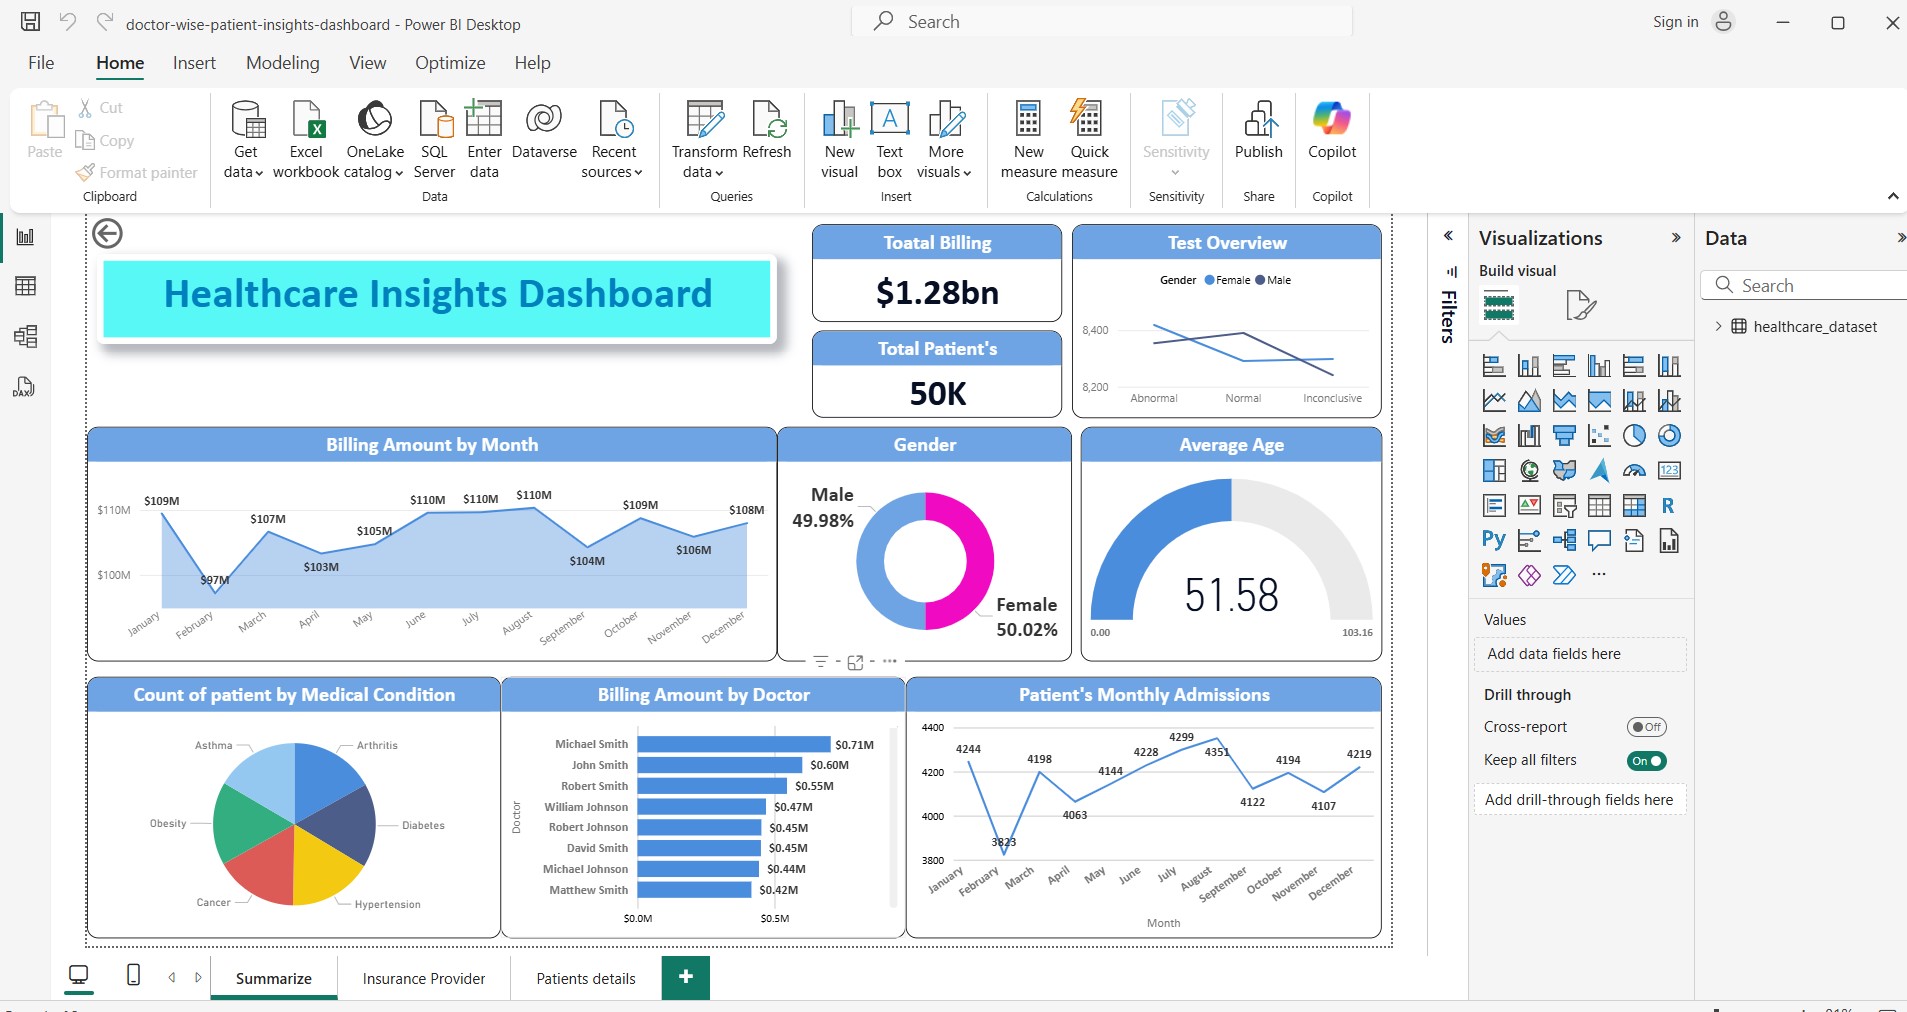 doctor-wise-patient-insights-dashboard - Power BI Desktop
Search
Sign in
File
Home
Insert
Modeling
View
Optimize
Help
Paste
Cut
Copy
Format painter
Clipboard
Get data
Excel workbook
OneLake catalog
SQL Server
Enter data
Dataverse
Recent sources
Data
Transform data
Refresh
Queries
New visual
A
Text box
More visuals
Insert
New measure
Quick measure
Calculations
Sensitivity
Sensitivity
Publish
Share
Copilot
Copilot
DAX
Healthcare Insights Dashboard
Toatal Billing
$1.28bn
Total Patient's
50K
Test Overview
Gender Female Male
8,400
8,200
Abnormal
Normal
Inconclusive
Billing Amount by Month
$110M
$100M
$109M
$97M
$107M
$103M
$105M
$110M
$110M
$110M
$104M
$109M
$106M
$108M
January
February
March
April
May
June
July
August
September
October
November
December
Gender
Male
49.98%
Female
50.02%
Average Age
51.58
0.00
103.16
Count of patient by Medical Condition
Asthma
Arthritis
Obesity
Diabetes
Cancer
Hypertension
Billing Amount by Doctor
Doctor
Michael Smith $0.71M
John Smith $0.60M
Robert Smith $0.55M
William Johnson $0.47M
Robert Johnson $0.45M
David Smith $0.45M
Michael Johnson $0.44M
Matthew Smith $0.42M
$0.0M
$0.5M
Patient's Monthly Admissions
4400
4200
4000
3800
4244
3823
4198
4063
4144
4228
4299
4351
4122
4194
4107
4219
January
February
March
April
May
June
July
August
September
October
November
December
Month
Filters
Visualizations
Build visual
123
R
Py
Values
Add data fields here
Drill through
Cross-report
Off
Keep all filters
On
Add drill-through fields here
Data
Search
healthcare_dataset
Summarize
Insurance Provider
Patients details
+